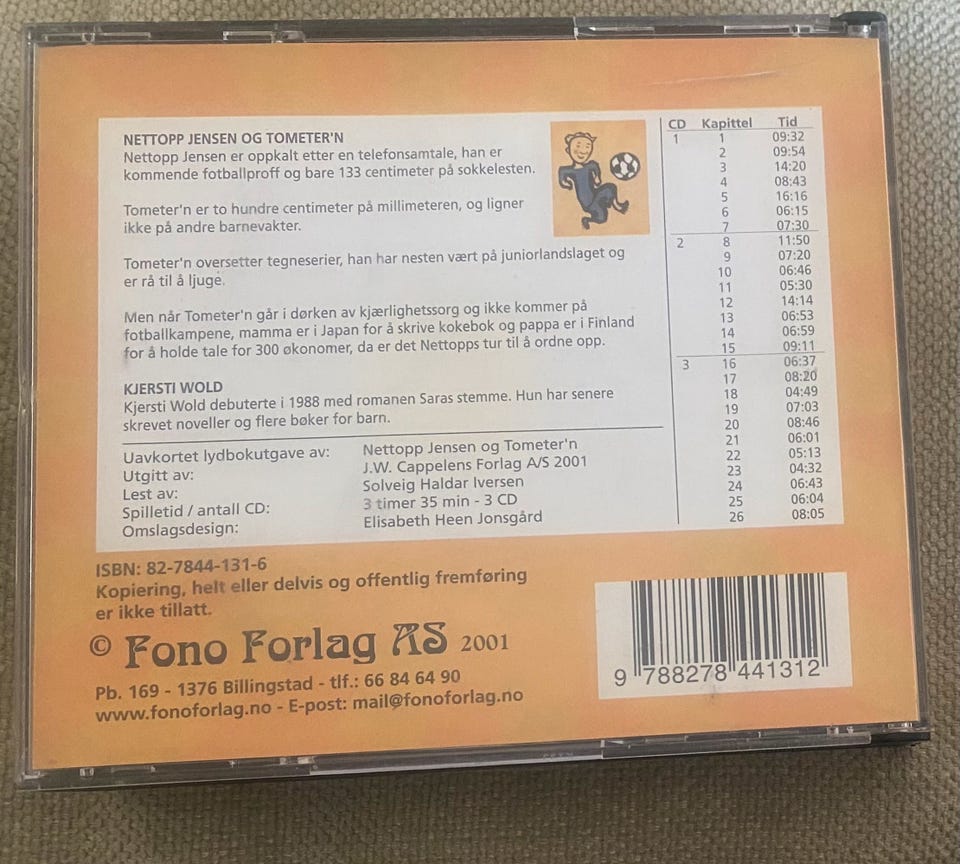 NETTOPP JENSEN OG TOMETER'N
Nettopp Jensen er oppkalt etter en telefonsamtale, han er
kommende fotballproff og bare 133 centimeter på sokkelesten.
Tometer'n er to hundre centimeter på millimeteren, og ligner
ikke på andre barnevakter.
Tometer'n oversetter tegneserier, han har nesten vært på juniorlandslaget og
er rå til å ljuge.
Men når Tometer'n går i dørken av kjærlighetssorg og ikke kommer på
fotballkampene, mamma er i Japan for å skrive kokebok og pappa er i Finland
for å holde tale for 300 økonomer, da er det Nettopps tur til å ordne opp.
KJERSTI WOLD
Kjersti Wold debuterte i 1988 med romanen Saras stemme. Hun har senere
skrevet noveller og flere bøker for barn.
Uavkortet lydbokutgave av: Nettopp Jensen og Tometer'n
Utgitt av: J.W. Cappelens Forlag A/S 2001
Lest av: Solveig Haldar Iversen
Spilletid / antall CD: 3 timer 35 min - 3 CD
Omslagsdesign: Elisabeth Heen Jonsgård
CD Kapittel Tid
1 1 09:32
2 09:54
3 14:20
4 08:43
5 16:16
6 06:15
7 07:30
2 8 11:50
9 07:20
10 06:46
11 05:30
12 14:14
13 06:53
14 06:59
15 09:11
3 16 06:37
17 08:20
18 04:49
19 07:03
20 08:46
21 06:01
22 05:13
23 04:32
24 06:43
25 06:04
26 08:05
ISBN: 82-7844-131-6
Kopiering, helt eller delvis og offentlig fremføring
er ikke tillatt.
© Fono Forlag AS 2001
Pb. 169 - 1376 Billingstad - tlf.: 66 84 64 90
www.fonoforlag.no - E-post: mail@fonoforlag.no
9 788278 441312